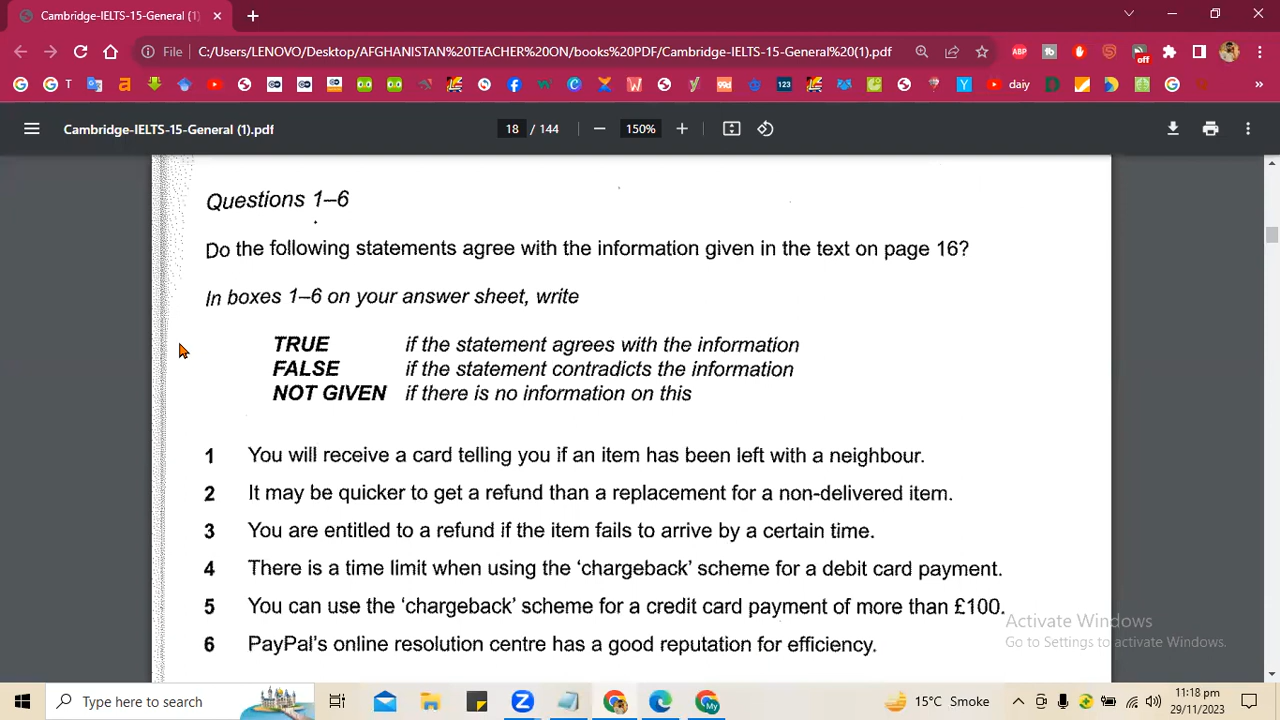 Cambridge-IELTS-15-General (1)
File C:/Users/LENOVO/Desktop/AFGHANISTAN%20TEACHER%20ON/books%20PDF/Cambridge-IELTS-15-General%20(1).pdf
ABP
off
T
123
daiy
Cambridge-IELTS-15-General (1).pdf
18 / 144
150%
Questions 1–6
Do the following statements agree with the information given in the text on page 16?
In boxes 1–6 on your answer sheet, write
TRUE if the statement agrees with the information
FALSE if the statement contradicts the information
NOT GIVEN if there is no information on this
1 You will receive a card telling you if an item has been left with a neighbour.
2 It may be quicker to get a refund than a replacement for a non-delivered item.
3 You are entitled to a refund if the item fails to arrive by a certain time.
4 There is a time limit when using the ‘chargeback’ scheme for a debit card payment.
5 You can use the ‘chargeback’ scheme for a credit card payment of more than £100.
6 PayPal’s online resolution centre has a good reputation for efficiency.
Activate Windows
Go to Settings to activate Windows.
Type here to search
15°C Smoke
11:18 pm
29/11/2023